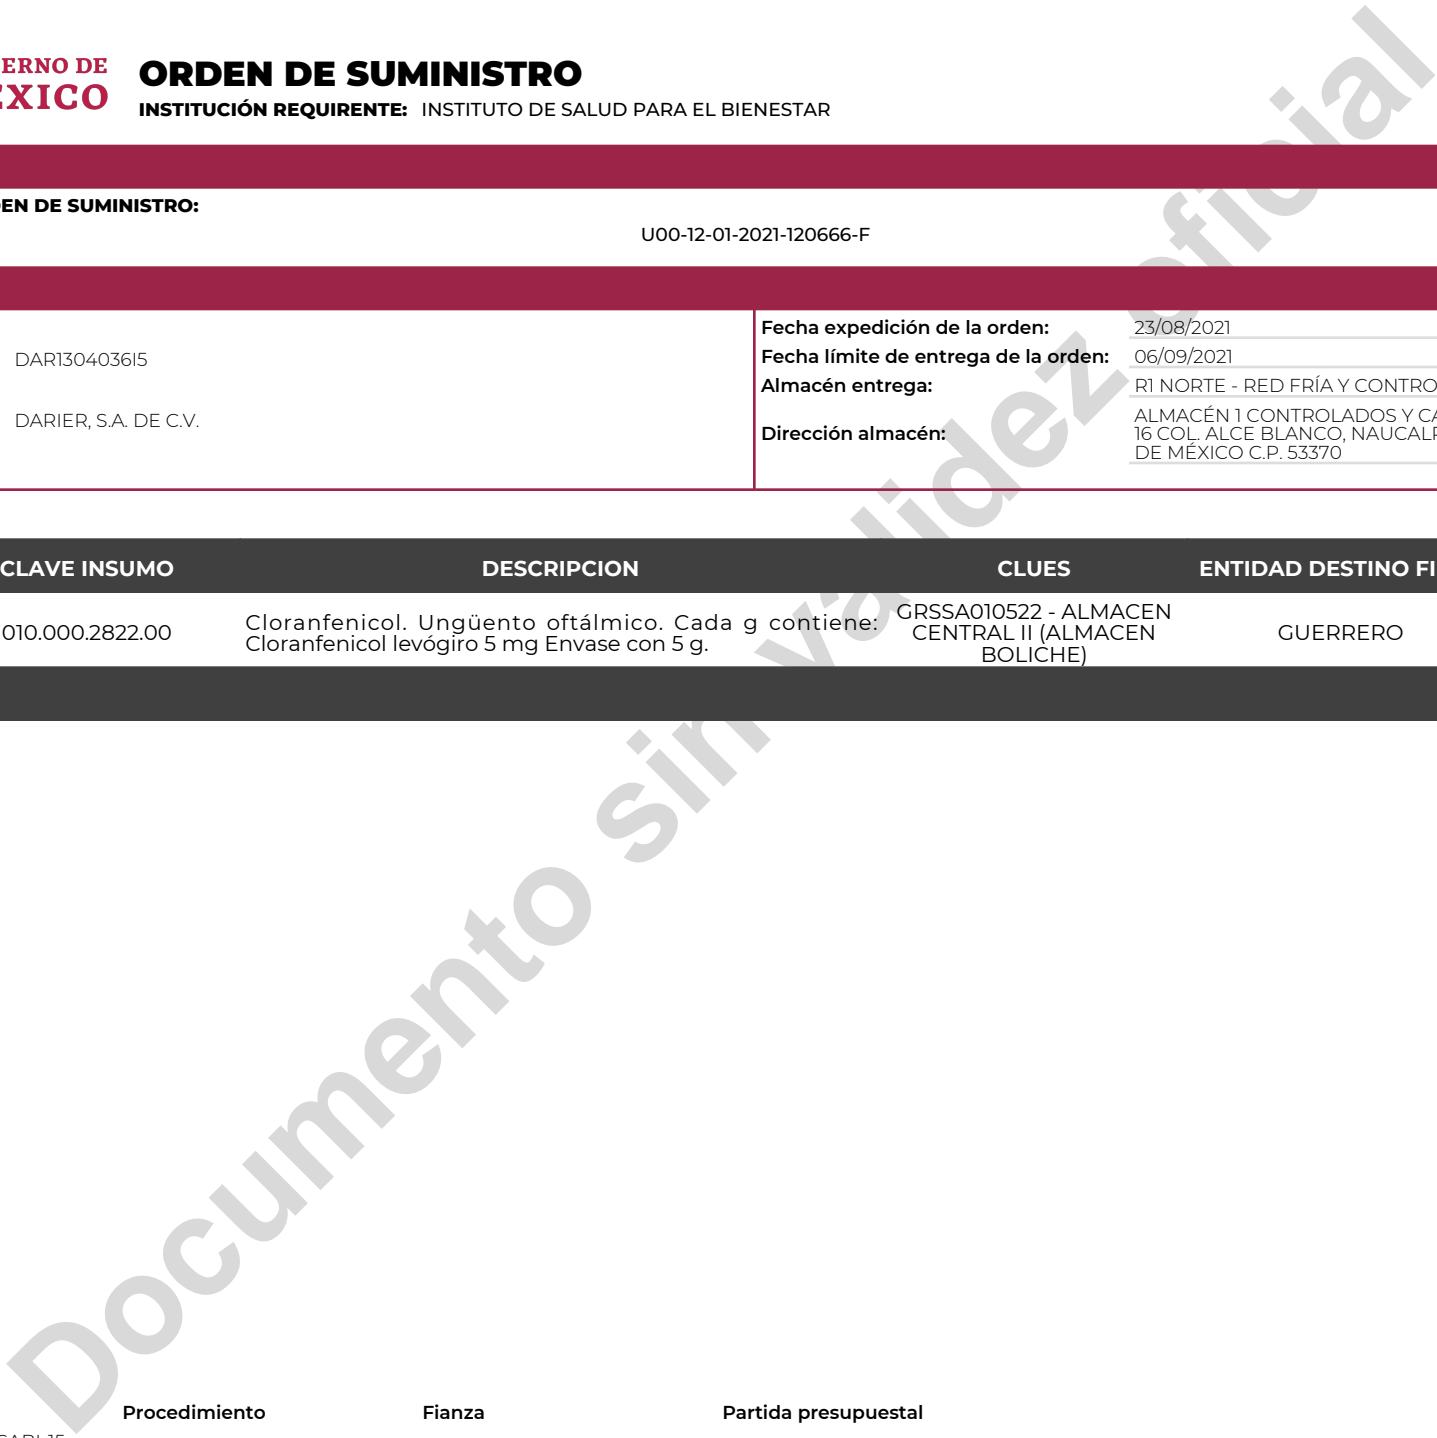 ERNO DE
ORDEN DE SUMINISTRO
XICO
INSTITUCIÓN REQUIRENTE: INSTITUTO DE SALUD PARA EL BIENESTAR
EN DE SUMINISTRO:
U00-12-01-2021-120666-F
Fecha expedición de la orden: 23/08/2021
DAR1304036I5
Fecha límite de entrega de la orden: 06/09/2021
Almacén entrega: R1 NORTE - RED FRÍA Y CONTRO
DARIER, S.A. DE C.V.
Dirección almacén:
ALMACÉN 1 CONTROLADOS Y CA
16 COL. ALCE BLANCO, NAUCALP
DE MÉXICO C.P. 53370
CLAVE INSUMO DESCRIPCION CLUES ENTIDAD DESTINO FI
010.000.2822.00
Cloranfenicol. Ungüento oftálmico. Cada g contiene:
Cloranfenicol levógiro 5 mg Envase con 5 g.
GRSSA010522 - ALMACEN
CENTRAL II (ALMACEN
BOLICHE)
GUERRERO
Documento sin validez oficial
Procedimiento Fianza Partida presupuestal